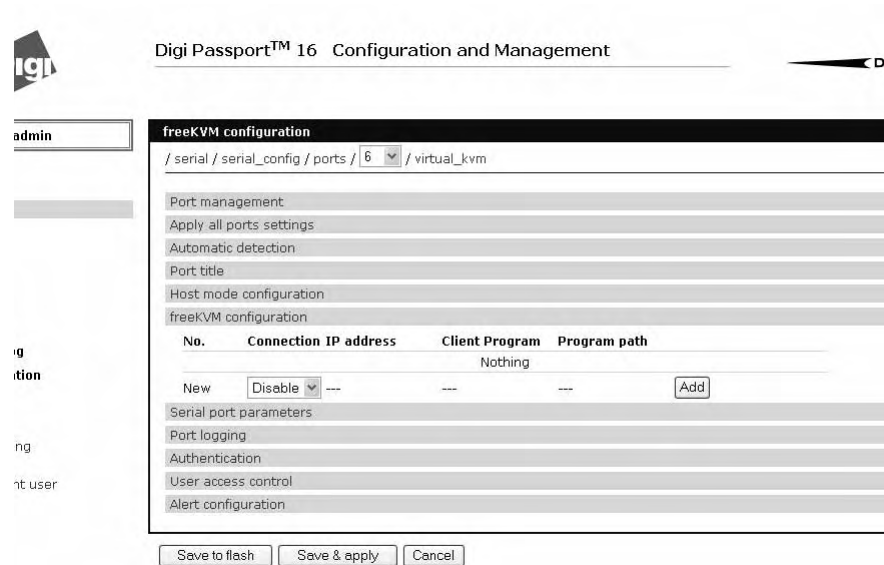 Digi Passport™ 16 Configuration and Management
admin
freeKVM configuration
/ serial / serial_config / ports / 6 / virtual_kvm
Port management
Apply all ports settings
Automatic detection
Port title
Host mode configuration
freeKVM configuration
No. Connection IP address Client Program Program path
Nothing
New Disable --- --- --- Add
Serial port parameters
Port logging
Authentication
User access control
Alert configuration
Save to flash Save & apply Cancel